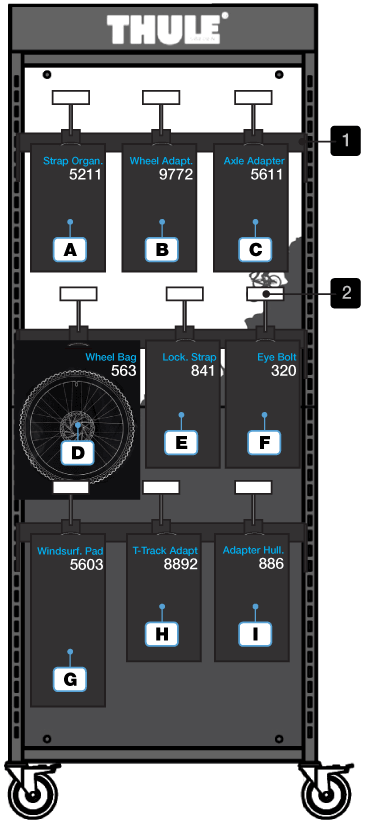 THULE
1
Strap Organ.
5211
Wheel Adapt.
9772
Axle Adapter
5611
A
B
C
2
Wheel Bag
563
Lock. Strap
841
Eye Bolt
320
D
E
F
Windsurf. Pad
5603
T-Track Adapt
8892
Adapter Hull.
886
G
H
I